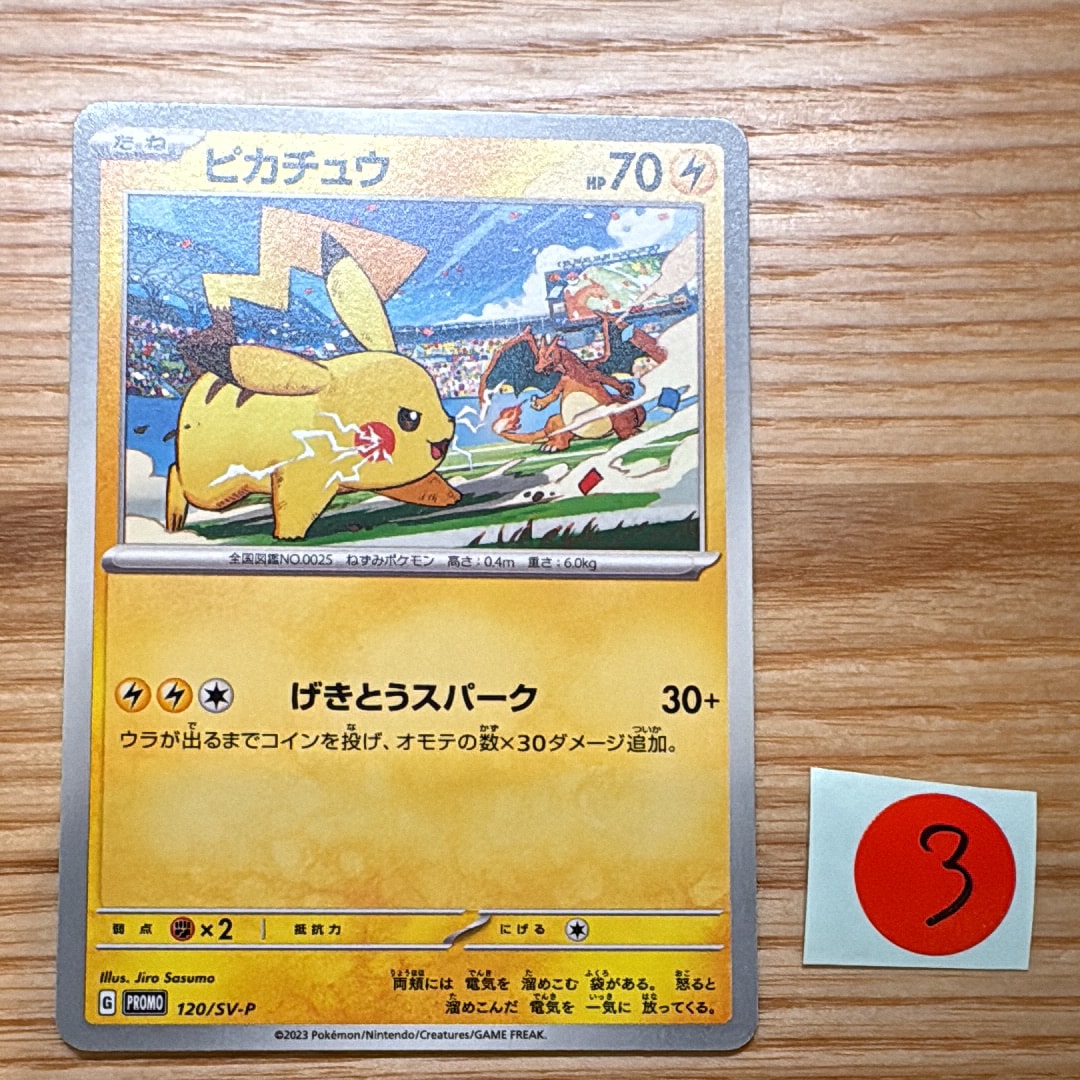 たね ピカチュウ HP70
全国図鑑NO.0025 ねずみポケモン 高さ:0.4m 重さ:6.0kg
げきとうスパーク 30+
ウラが出るまでコインを投げ、オモテの数×30ダメージ追加。
弱点 ×2 抵抗力 にげる
Illus. Jiro Sasumo
両頬には 電気を 溜めこむ 袋がある。 怒ると
溜めこんだ 電気を 一気に 放ってくる。
G PROMO 120/SV-P
©2023 Pokémon/Nintendo/Creatures/GAME FREAK.
3